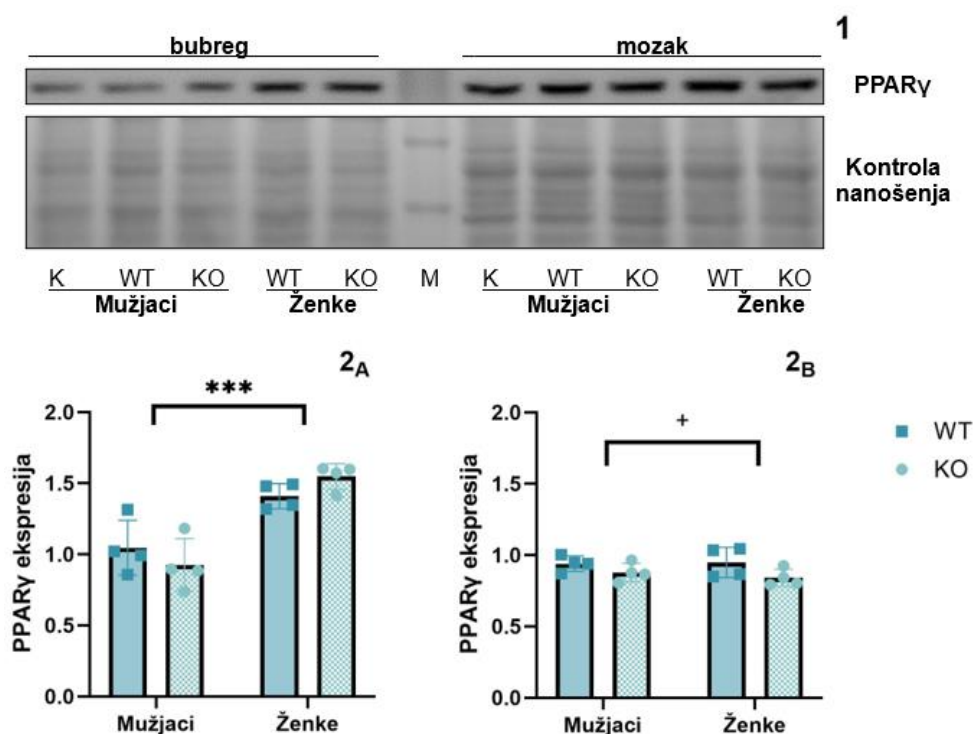 1
bubreg mozak
PPARγ
Kontrola
nanošenja
K WT KO WT KO M K WT KO WT KO
Mužjaci Ženke Mužjaci Ženke
2A
***
PPARγ ekspresija
2.0
1.5
1.0
0.5
0.0
Mužjaci Ženke
2B
+
PPARγ ekspresija
2.0
1.5
1.0
0.5
0.0
Mužjaci Ženke
WT
KO